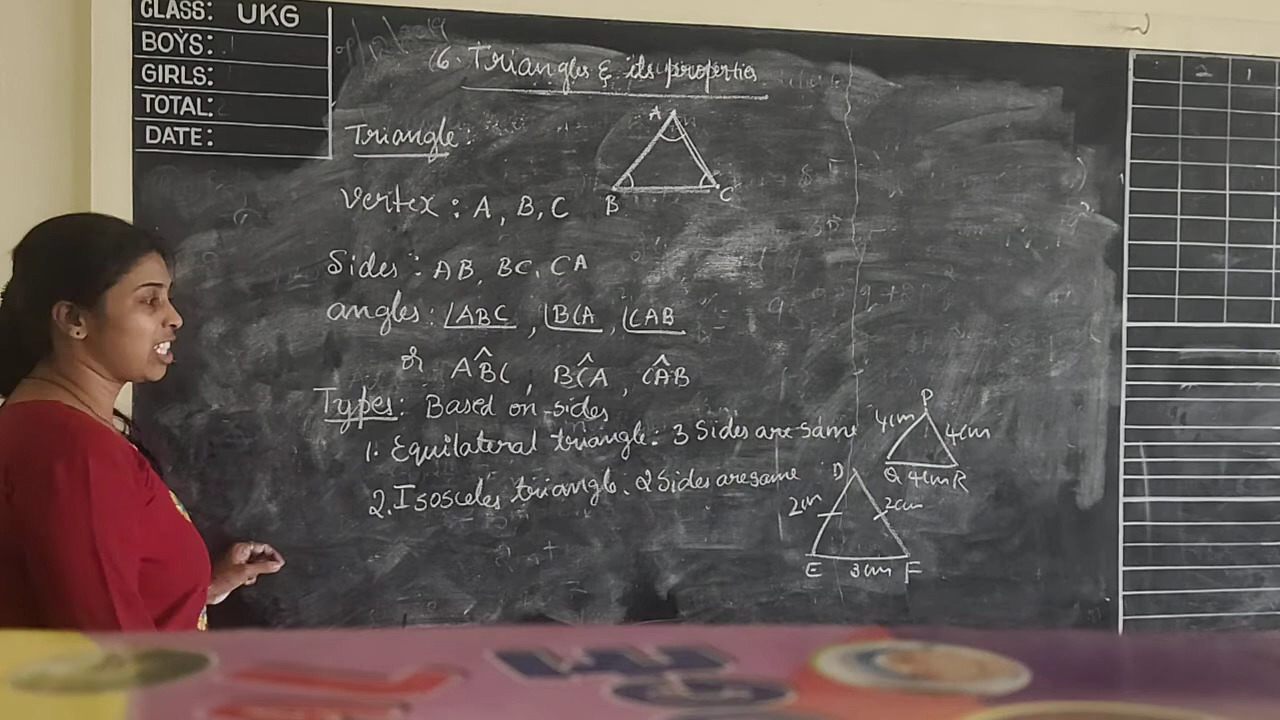 CLASS: UKG
BOYS:
GIRLS:
TOTAL:
DATE:
2 1
6. Triangles & its properties
Triangle:
A
B C
Vertex: A, B, C
Sides: AB, BC, CA
angles: ∠ABC, ∠BCA, ∠CAB
or AB̂C, BĈA, CÂB
Types: Based on sides
1. Equilateral triangle: 3 Sides are same
P
4cm 4cm
Q 4cm R
2. Isosceles triangle. 2 Sides are same
D
2cm 2cm
E 3cm F